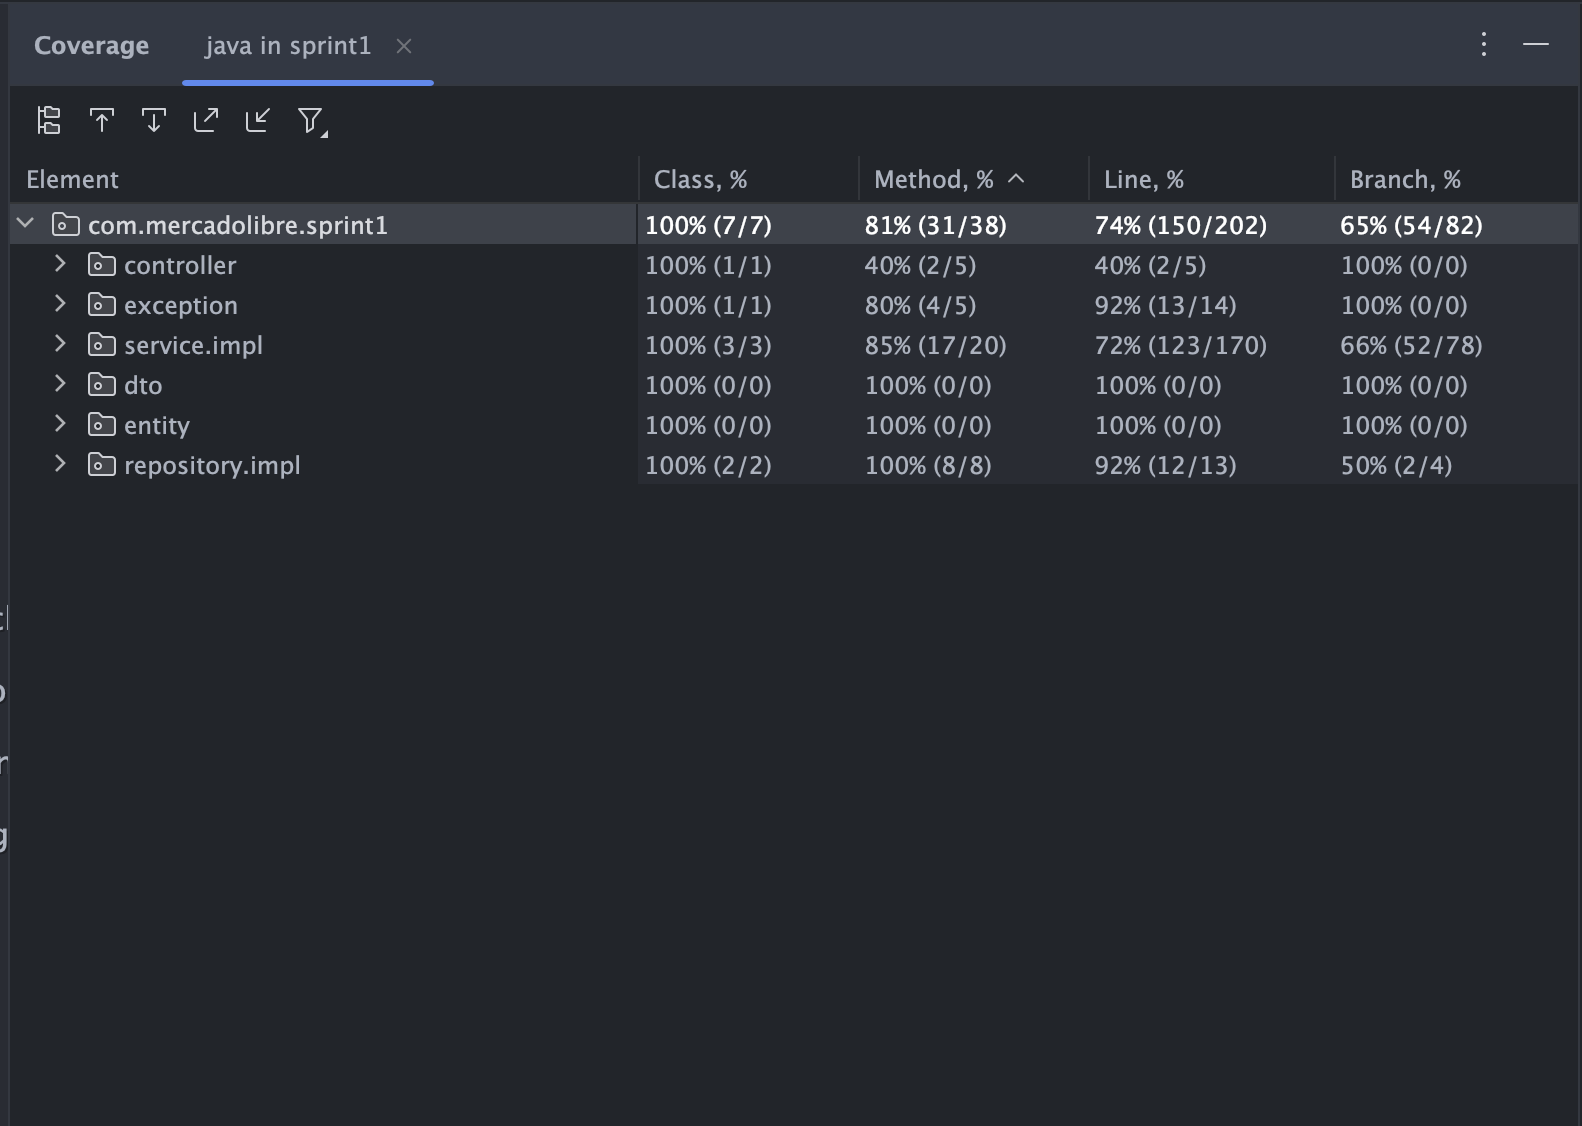 Coverage java in sprint1
Element Class, % Method, % Line, % Branch, %
com.mercadolibre.sprint1 100% (7/7) 81% (31/38) 74% (150/202) 65% (54/82)
controller 100% (1/1) 40% (2/5) 40% (2/5) 100% (0/0)
exception 100% (1/1) 80% (4/5) 92% (13/14) 100% (0/0)
service.impl 100% (3/3) 85% (17/20) 72% (123/170) 66% (52/78)
dto 100% (0/0) 100% (0/0) 100% (0/0) 100% (0/0)
entity 100% (0/0) 100% (0/0) 100% (0/0) 100% (0/0)
repository.impl 100% (2/2) 100% (8/8) 92% (12/13) 50% (2/4)